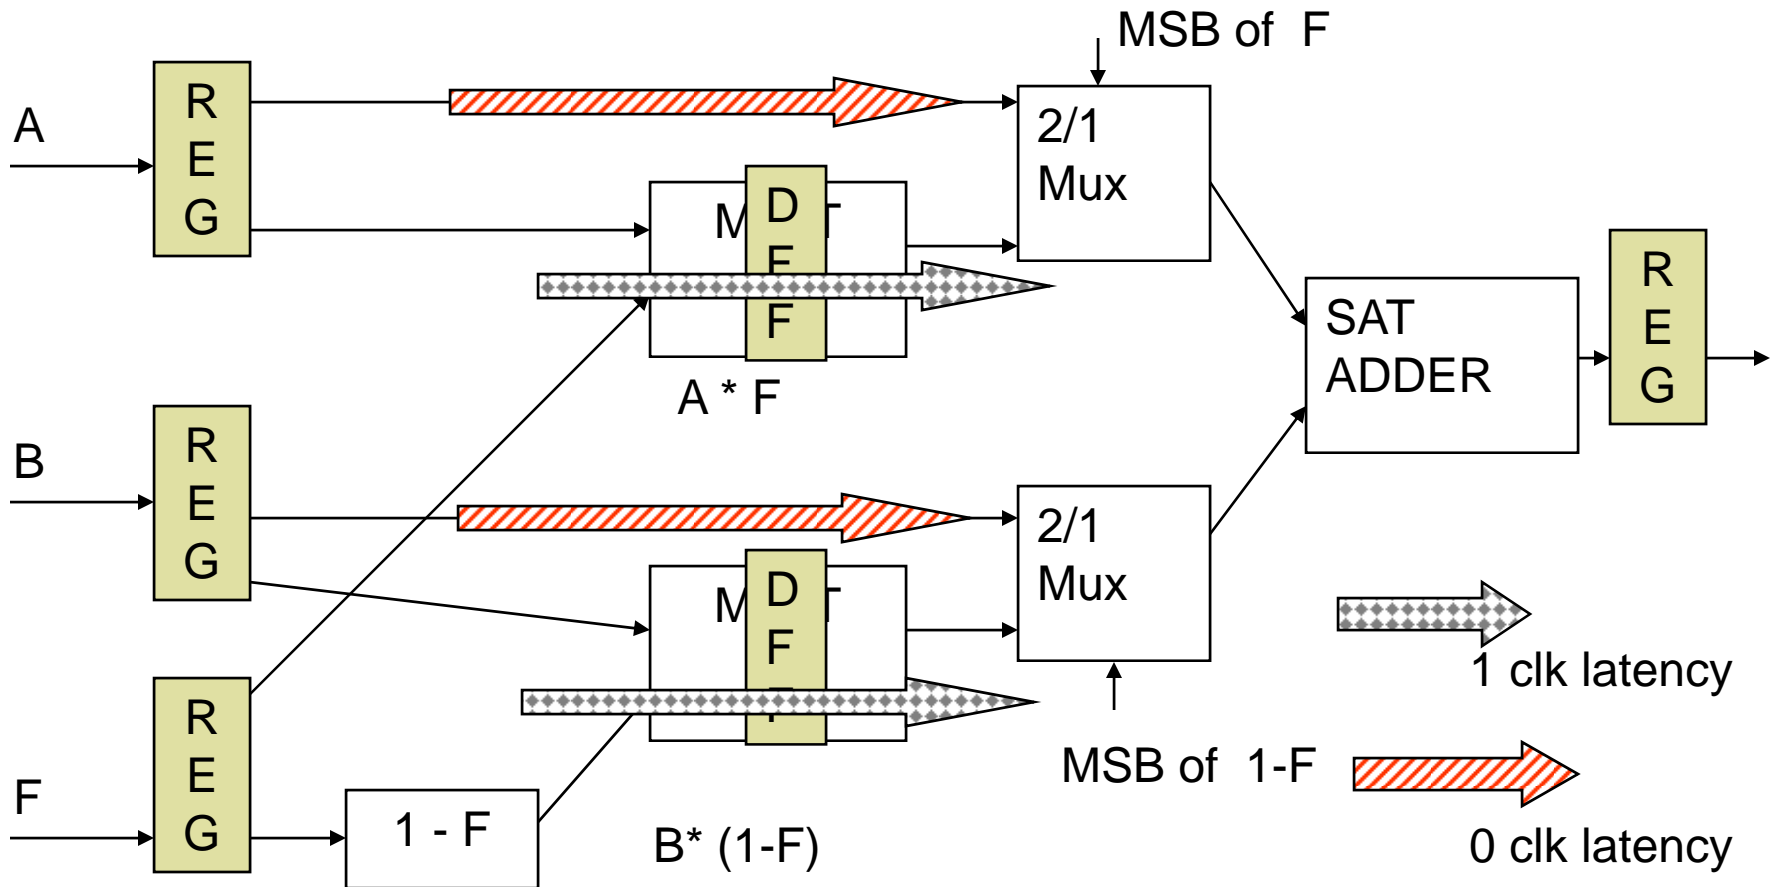 MSB of F
A
R
E
G
2/1
Mux
D
F
F
A * F
B
R
E
G
SAT
ADDER
R
E
G
2/1
Mux
D
F
1 clk latency
MSB of 1-F
F
R
E
G
1 - F
B* (1-F)
0 clk latency